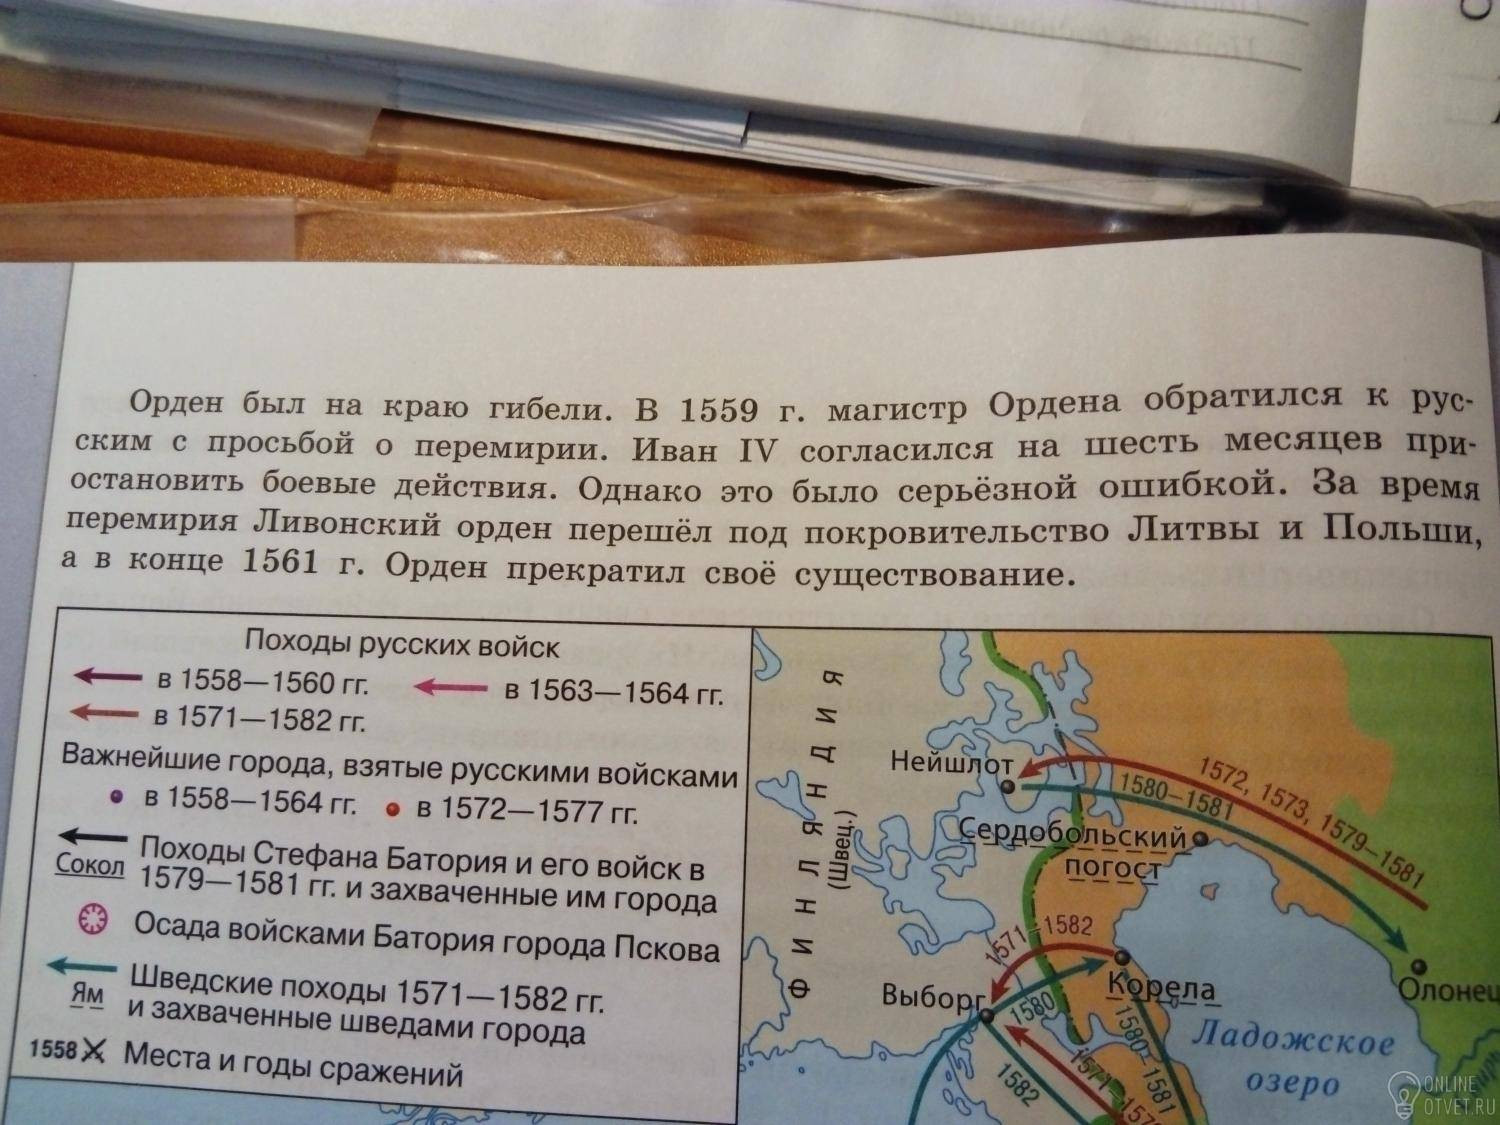 Орден был на краю гибели. В 1559 г. магистр Ордена обратился к рус-
ским с просьбой о перемирии. Иван IV согласился на шесть месяцев при-
остановить боевые действия. Однако это было серьёзной ошибкой. За время
перемирия Ливонский орден перешёл под покровительство Литвы и Польши,
а в конце 1561 г. Орден прекратил своё существование.
Походы русских войск
в 1558—1560 гг.
в 1563—1564 гг.
в 1571—1582 гг.
Важнейшие города, взятые русскими войсками
в 1558—1564 гг.
в 1572—1577 гг.
Походы Стефана Батория и его войск в
Сокол
1579—1581 гг. и захваченные им города
Осада войсками Батория города Пскова
Шведские походы 1571—1582 гг.
Ям
и захваченные шведами города
1558
Места и годы сражений
ФИНЛЯНДИЯ
(Швец.)
Нейшлот
1572, 1573, 1579–1581
1580–1581
Сердобольский
погост
1571–1582
Корела
Выборг
1580
Олонец
1580–1581
Ладожское
озеро
1582
ONLINE
OTVET.RU